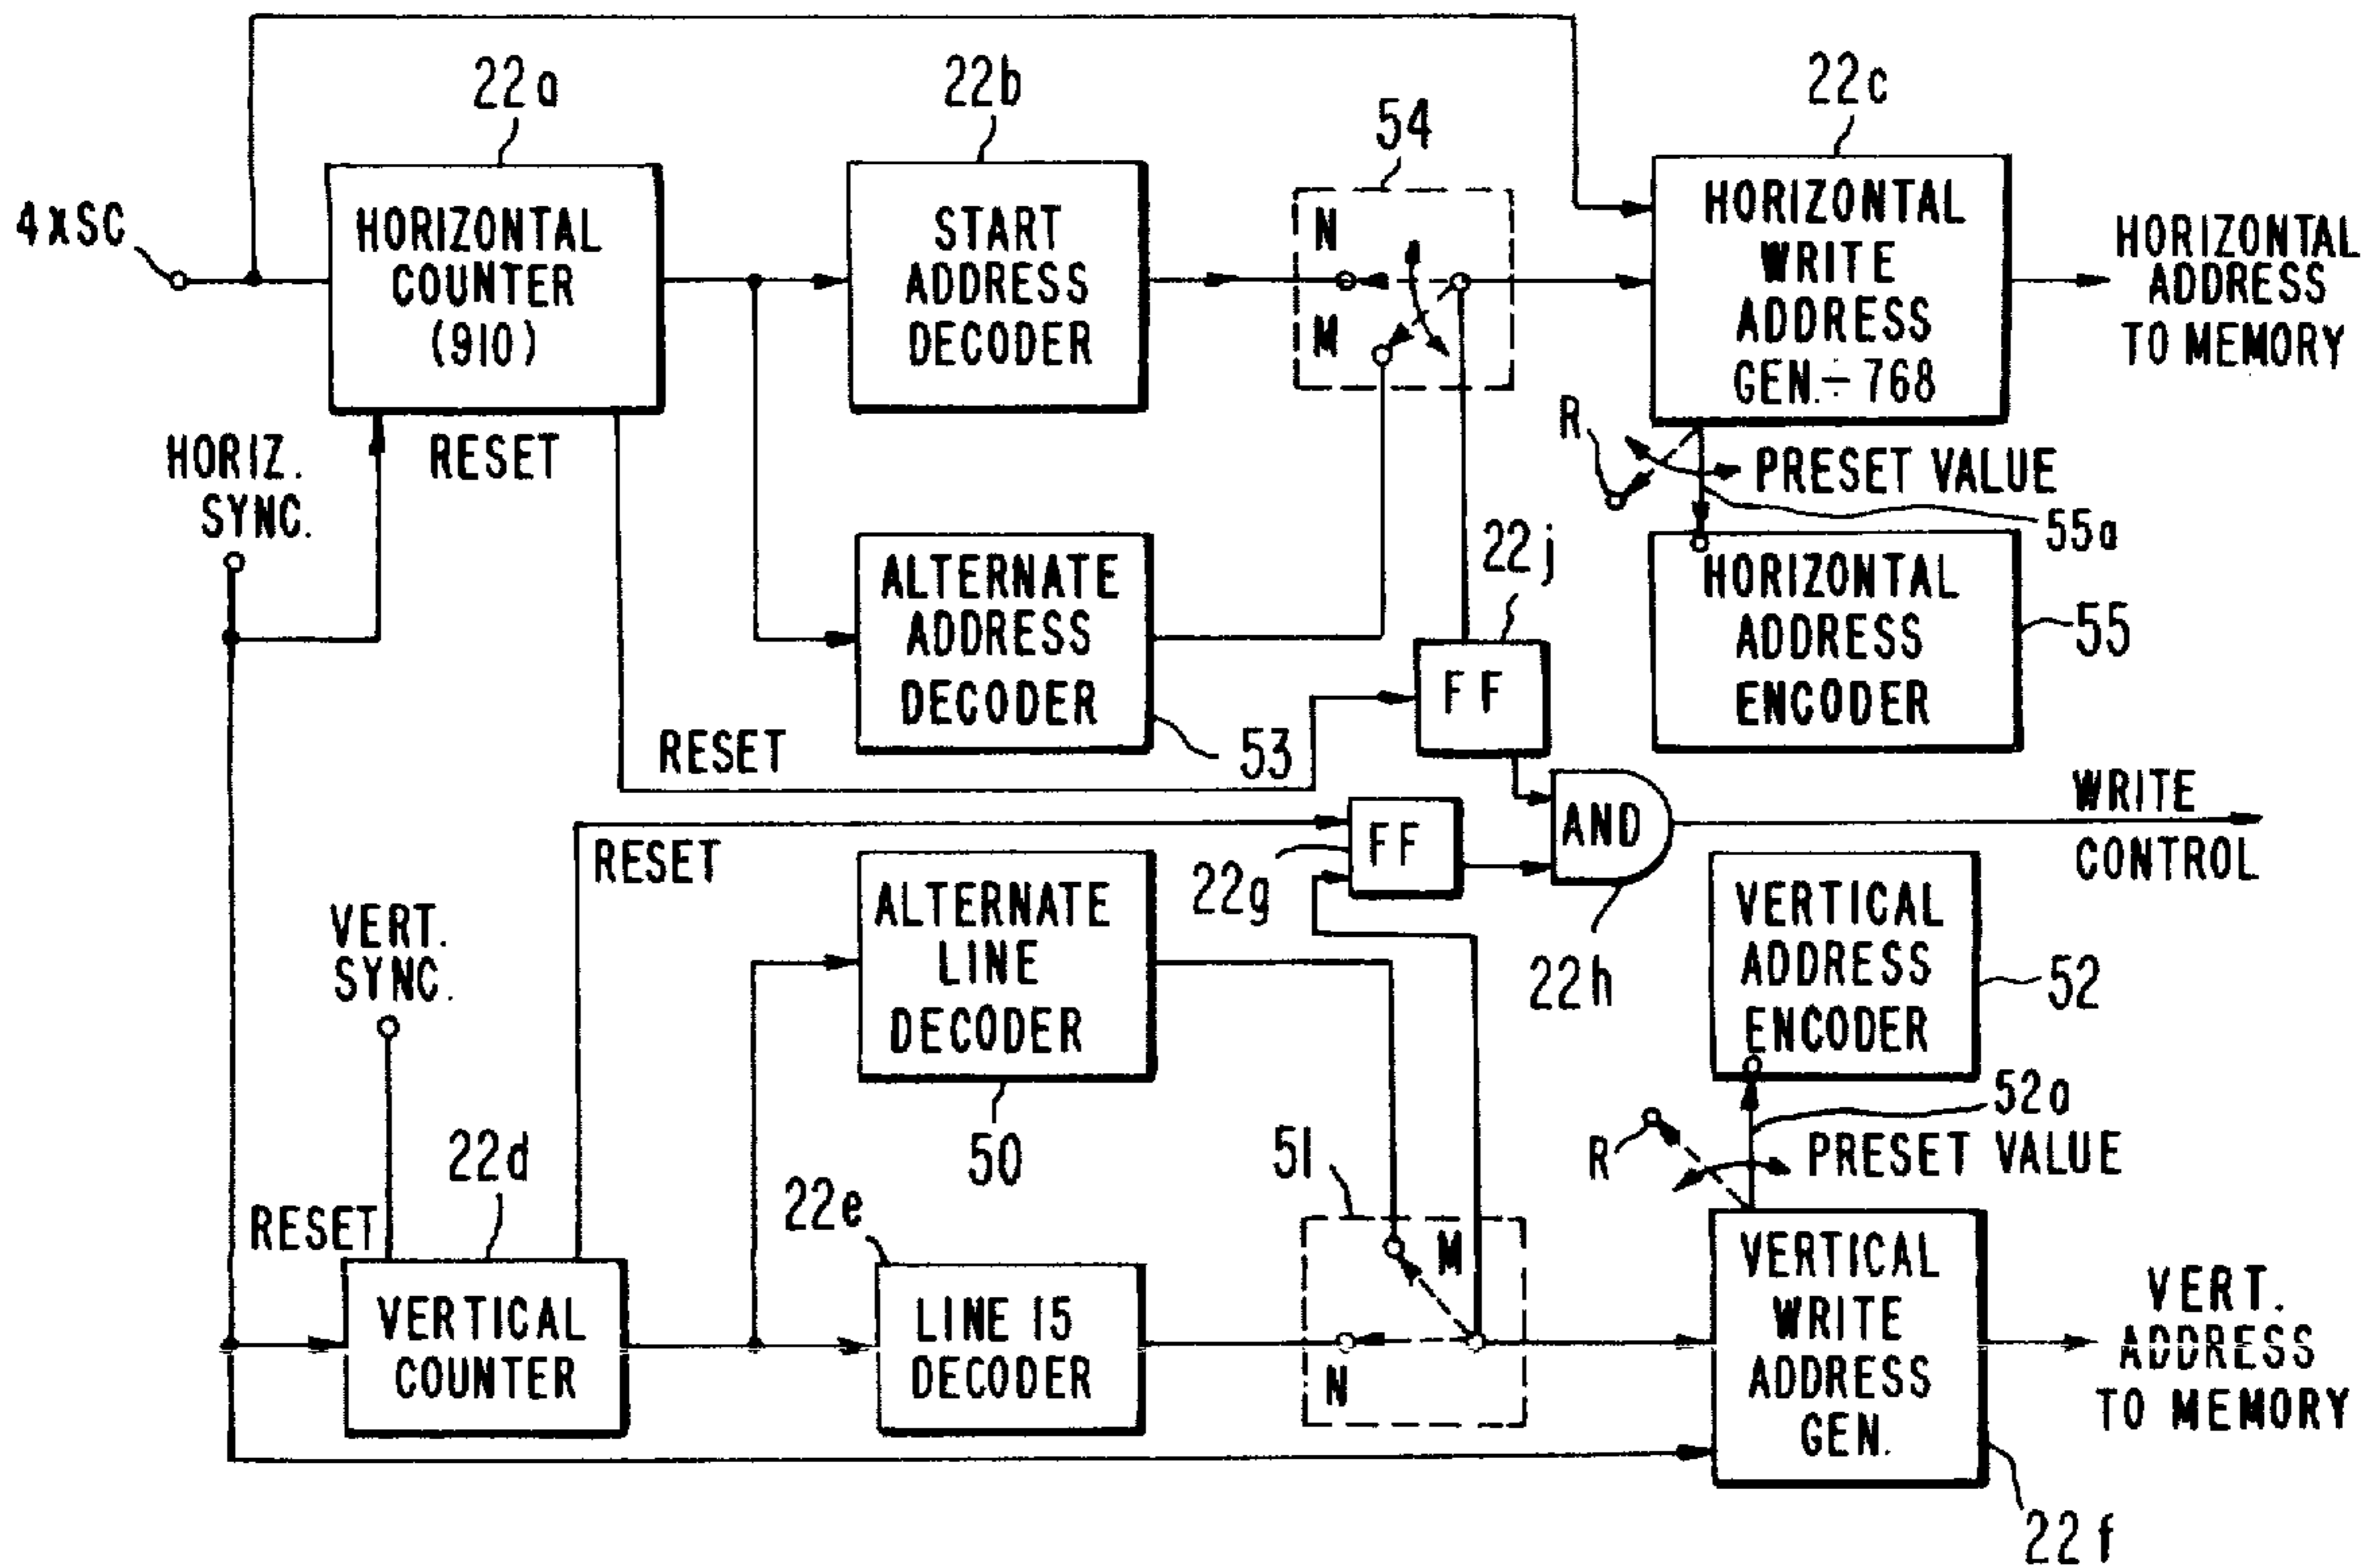 22a
22b
54
22c
4xSC
HORIZONTAL
COUNTER
(910)
START
ADDRESS
DECODER
N
M
HORIZONTAL
WRITE
ADDRESS
GEN.-768
HORIZONTAL
ADDRESS
TO MEMORY
HORIZ.
SYNC.
RESET
R
PRESET VALUE
55a
22j
ALTERNATE
ADDRESS
DECODER
53
FF
HORIZONTAL
ADDRESS
ENCODER
55
RESET
RESET
22g
FF
AND
22h
WRITE
CONTROL
VERT.
SYNC.
ALTERNATE
LINE
DECODER
50
VERTICAL
ADDRESS
ENCODER
52
52a
R
PRESET VALUE
22d
22e
51
RESET
VERTICAL
COUNTER
LINE 15
DECODER
M
N
VERTICAL
WRITE
ADDRESS
GEN.
22f
VERT.
ADDRESS
TO MEMORY